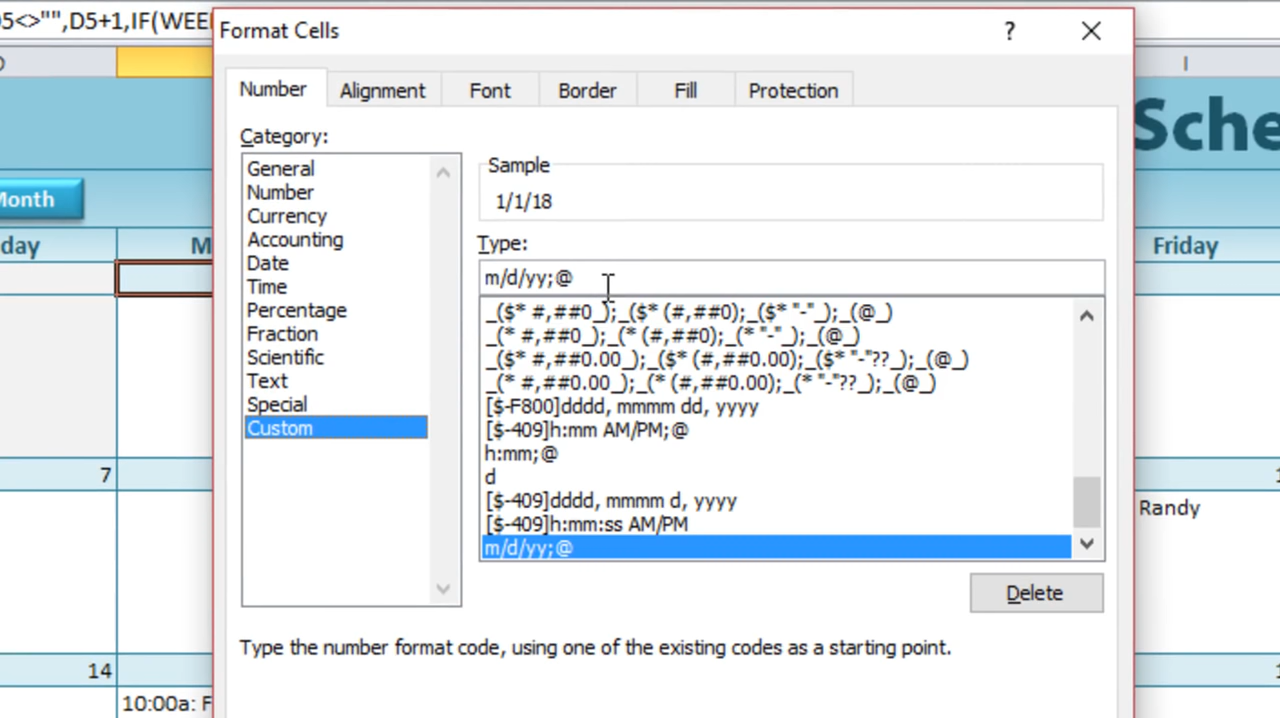 5<>"",D5+1,IF(WEE
Format Cells
?
I
Number
Alignment
Font
Border
Fill
Protection
Sche
Category:
General
Number
Currency
Accounting
Date
Time
Percentage
Fraction
Scientific
Text
Special
Custom
Sample
1/1/18
Type:
m/d/yy;@
_($* #,##0_);_($* (#,##0);_($* "-"_);_(@_)
_(* #,##0_);_(* (#,##0);_(* "-"_);_(@_)
_($* #,##0.00_);_($* (#,##0.00);_($* "-"??_);_(@_)
_(* #,##0.00_);_(* (#,##0.00);_(* "-"??_);_(@_)
[$-F800]dddd, mmmm dd, yyyy
[$-409]h:mm AM/PM;@
h:mm;@
d
[$-409]dddd, mmmm d, yyyy
[$-409]h:mm:ss AM/PM
m/d/yy;@
Delete
Type the number format code, using one of the existing codes as a starting point.
Month
day
M
Friday
7
Randy
14
10:00a: F